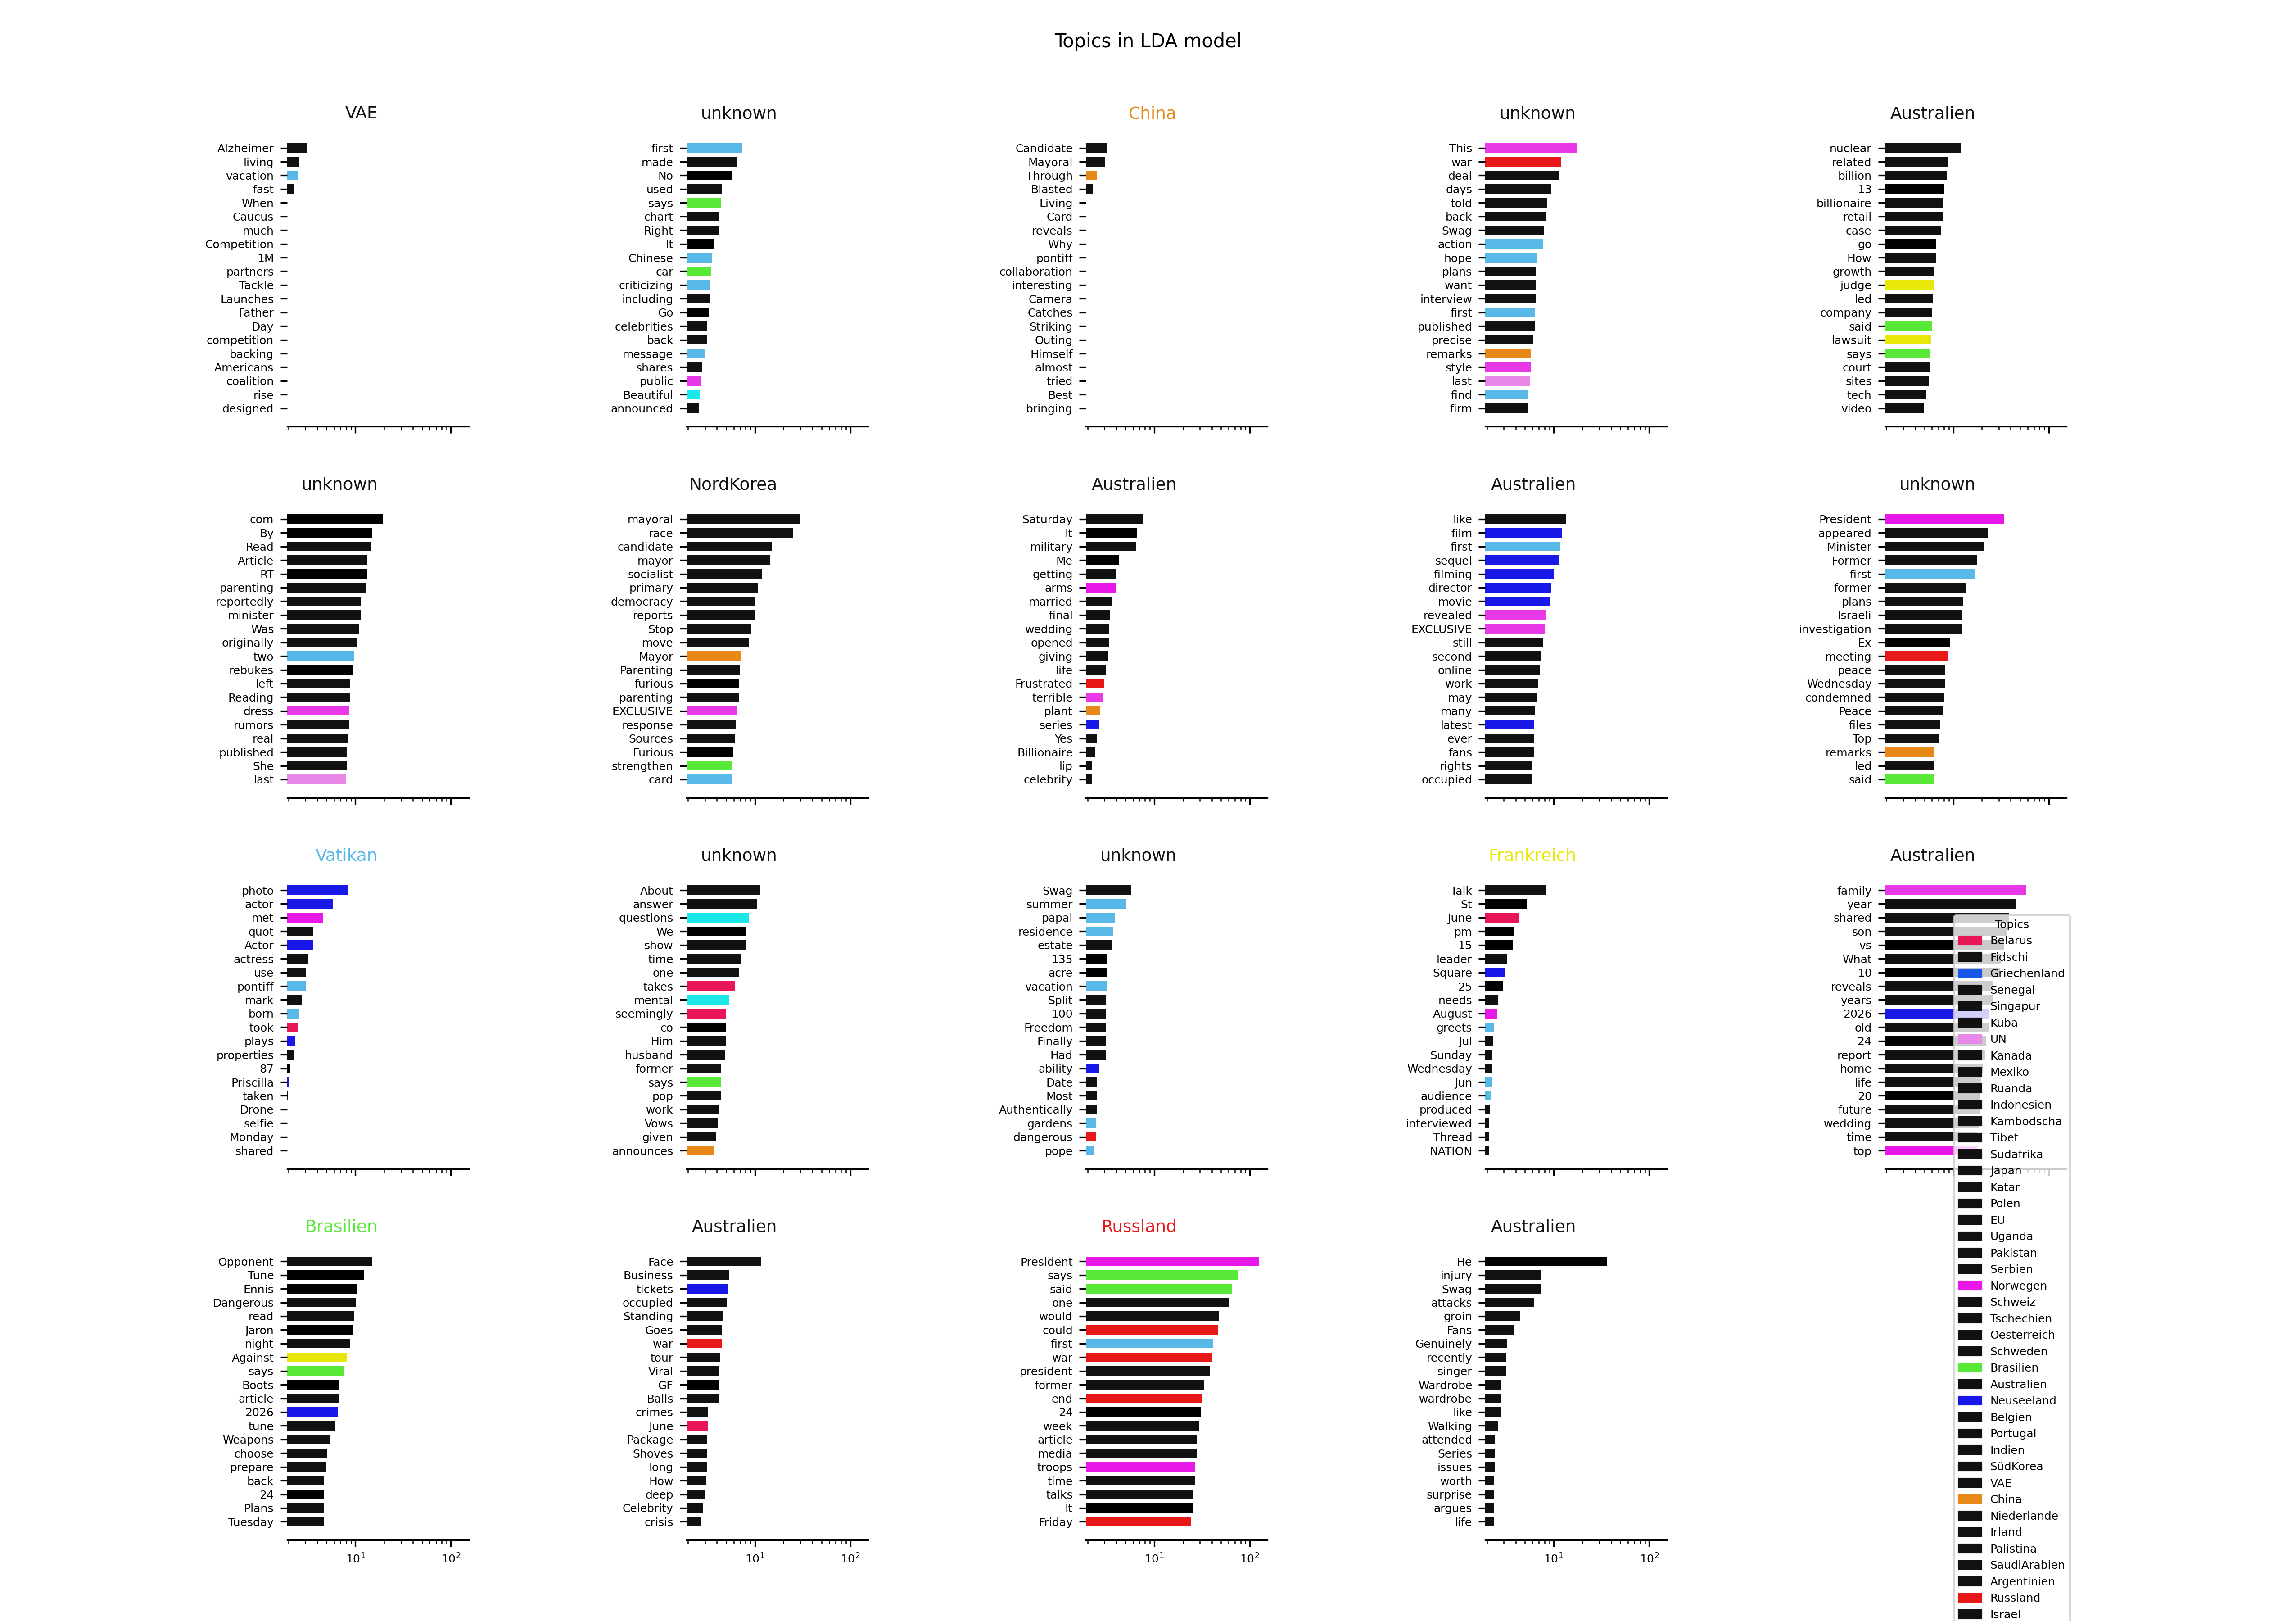 Topics in LDA model
VAE
Alzheimer
living
vacation
fast
When
Caucus
much
Competition
1M
partners
Tackle
Launches
Father
Day
competition
backing
Americans
coalition
rise
designed
unknown
first
made
No
used
says
chart
Right
It
Chinese
car
criticizing
including
Go
celebrities
back
message
shares
public
Beautiful
announced
China
Candidate
Mayoral
Through
Blasted
Living
Card
reveals
Why
pontiff
collaboration
interesting
Camera
Catches
Striking
Outing
Himself
almost
tried
Best
bringing
unknown
This
war
deal
days
told
back
Swag
action
hope
plans
want
interview
first
published
precise
remarks
style
last
find
firm
Australien
nuclear
related
billion
13
billionaire
retail
case
go
How
growth
judge
led
company
said
lawsuit
says
court
sites
tech
video
unknown
com
By
Read
Article
RT
parenting
reportedly
minister
Was
originally
two
rebukes
left
Reading
dress
rumors
real
published
She
last
NordKorea
mayoral
race
candidate
mayor
socialist
primary
democracy
reports
Stop
move
Mayor
Parenting
furious
parenting
EXCLUSIVE
response
Sources
Furious
strengthen
card
Australien
Saturday
It
military
Me
getting
arms
married
final
wedding
opened
giving
life
Frustrated
terrible
plant
series
Yes
Billionaire
lip
celebrity
Australien
like
film
first
sequel
filming
director
movie
revealed
EXCLUSIVE
still
second
online
work
may
many
latest
ever
fans
rights
occupied
unknown
President
appeared
Minister
Former
first
former
plans
Israeli
investigation
Ex
meeting
peace
Wednesday
condemned
Peace
files
Top
remarks
led
said
Vatikan
photo
actor
met
quot
Actor
actress
use
pontiff
mark
born
took
plays
properties
87
Priscilla
taken
Drone
selfie
Monday
shared
unknown
About
answer
questions
We
show
time
one
takes
mental
seemingly
co
Him
husband
former
says
pop
work
Vows
given
announces
unknown
Swag
summer
papal
residence
estate
135
acre
vacation
Split
100
Freedom
Finally
Had
ability
Date
Most
Authentically
gardens
dangerous
pope
Frankreich
Talk
St
June
pm
15
leader
Square
25
needs
August
greets
Jul
Sunday
Wednesday
Jun
audience
produced
interviewed
Thread
NATION
Australien
family
year
shared
son
vs
What
10
reveals
years
2026
old
24
report
home
life
20
future
wedding
time
top
Brasilien
Opponent
Tune
Ennis
Dangerous
read
Jaron
night
Against
says
Boots
article
2026
tune
Weapons
choose
prepare
back
24
Plans
Tuesday
10¹ 10²
Australien
Face
Business
tickets
occupied
Standing
Goes
war
tour
Viral
GF
Balls
crimes
June
Package
Shoves
long
How
deep
Celebrity
crisis
10¹ 10²
Russland
President
says
said
one
would
could
first
war
president
former
end
24
week
article
media
troops
time
talks
It
Friday
10¹ 10²
Australien
He
injury
Swag
attacks
groin
Fans
Genuinely
recently
singer
Wardrobe
wardrobe
like
Walking
attended
Series
issues
worth
surprise
argues
life
10¹ 10²
Topics
Belarus
Fidschi
Griechenland
Senegal
Singapur
Kuba
UN
Kanada
Mexiko
Ruanda
Indonesien
Kambodscha
Tibet
Südafrika
Japan
Katar
Polen
EU
Uganda
Pakistan
Serbien
Norwegen
Schweiz
Tschechien
Oesterreich
Schweden
Brasilien
Australien
Neuseeland
Belgien
Portugal
Indien
SüdKorea
VAE
China
Niederlande
Irland
Palistina
SaudiArabien
Argentinien
Russland
Israel